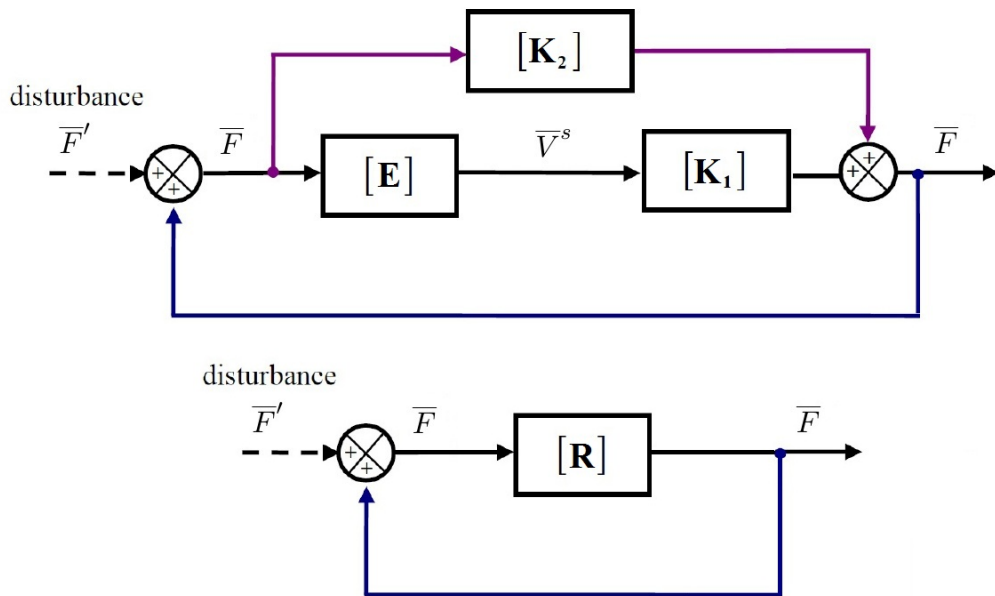 [K₂]
disturbance
F̅′ F̅ V̅ˢ F̅
[E] [K₁]
+ + + +
disturbance
F̅′ F̅ F̅
[R]
+ +